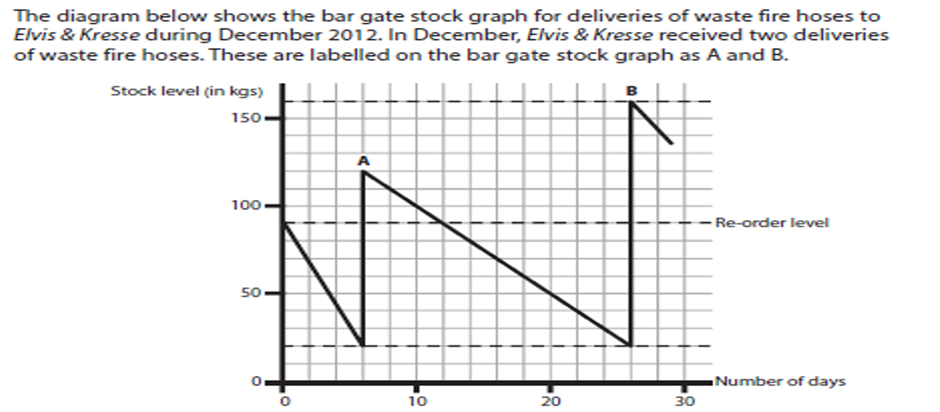 The diagram below shows the bar gate stock graph for deliveries of waste fire hoses to
Elvis & Kresse during December 2012. In December, Elvis & Kresse received two deliveries
of waste fire hoses. These are labelled on the bar gate stock graph as A and B.
Stock level (in kgs)
B
150
A
100
Re-order level
50
0
Number of days
0 10 20 30